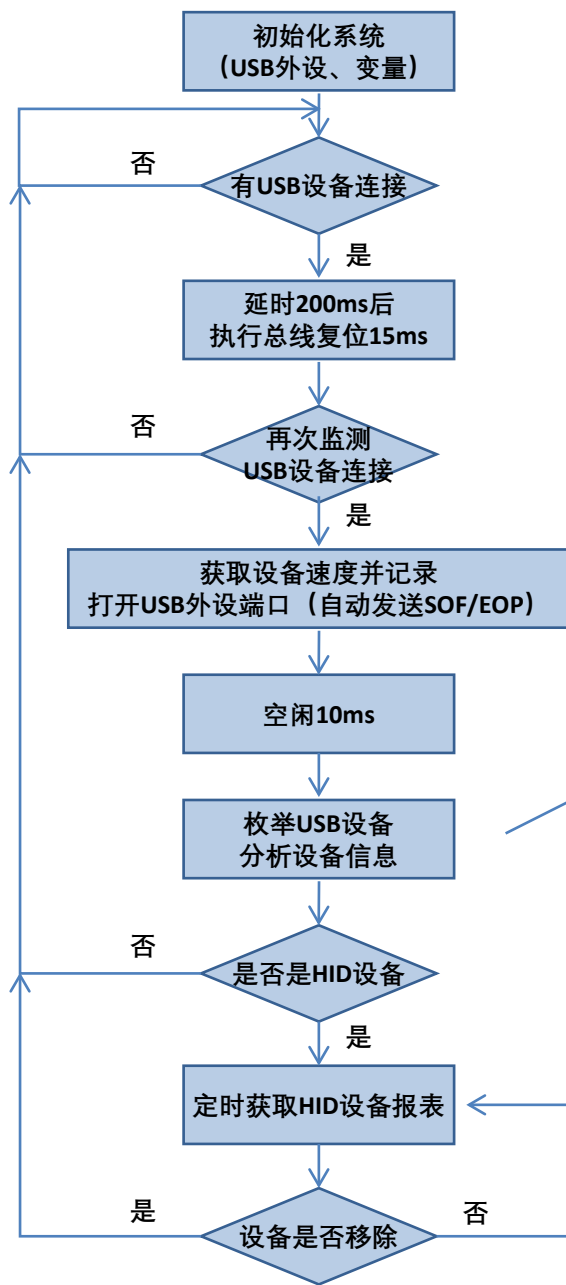 初始化系统
（USB外设、变量）
否
有USB设备连接
是
延时200ms后
执行总线复位15ms
否
再次监测
USB设备连接
是
获取设备速度并记录
打开USB外设端口（自动发送SOF/EOP）
空闲10ms
枚举USB设备
分析设备信息
否
是否是HID设备
是
定时获取HID设备报表
是
设备是否移除
否